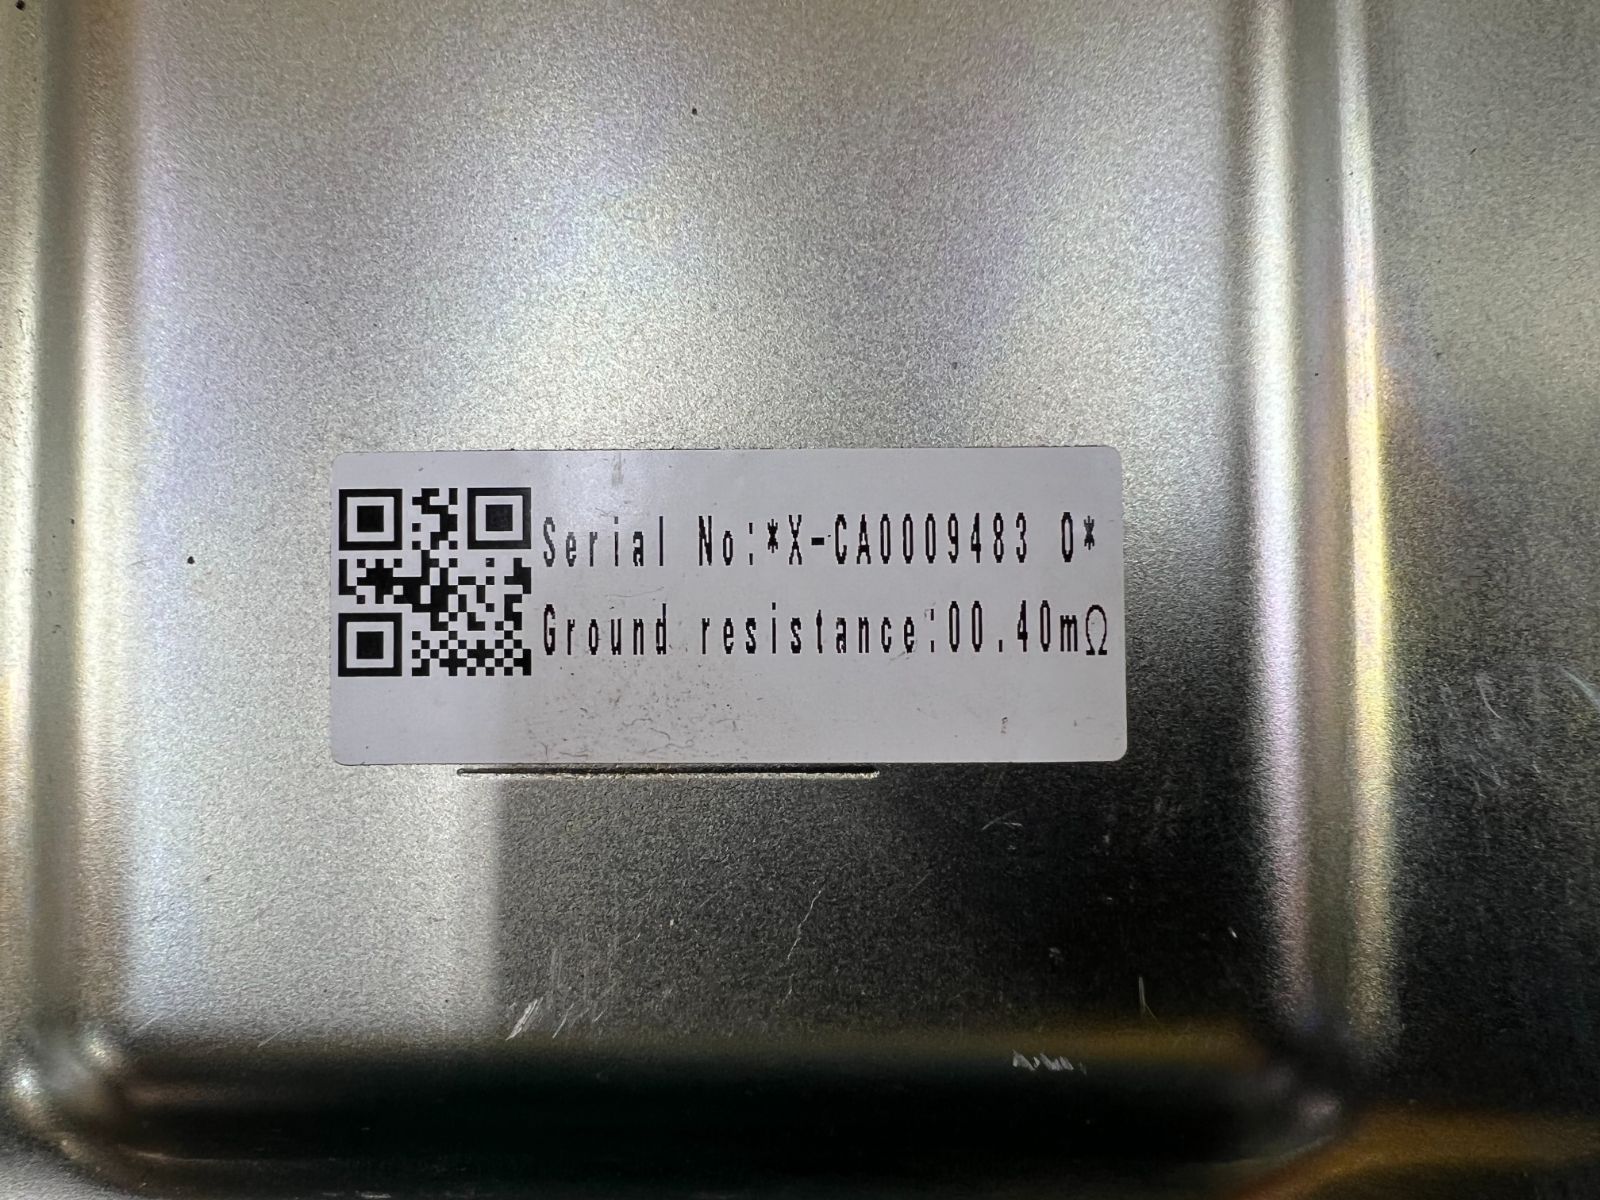 Serial No:*X-CA0009483 0*
Ground resistance:00.40mΩ